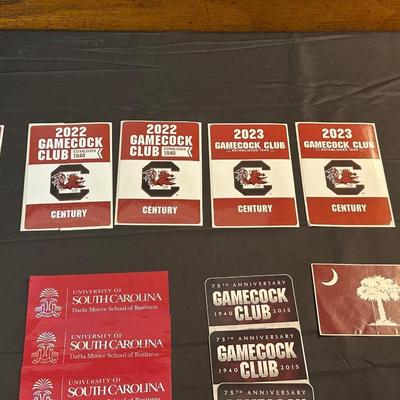 2022
GAMECOCK
CLUB ESTABLISHED 1940
CENTURY
2022
GAMECOCK
CLUB ESTABLISHED 1940
CENTURY
2023
GAMECOCK CLUB
ESTABLISHED 1940
CENTURY
2023
GAMECOCK CLUB
ESTABLISHED 1940
CENTURY
UNIVERSITY OF
SOUTH CAROLINA
Darla Moore School of Business
UNIVERSITY OF
SOUTH CAROLINA
Darla Moore School of Business
UNIVERSITY OF
SOUTH CAROLINA
75TH ANNIVERSARY
GAMECOCK
1940 CLUB 2015
75TH ANNIVERSARY
GAMECOCK
1940 CLUB 2015
75TH ANNIVERSARY
GAMECOCK